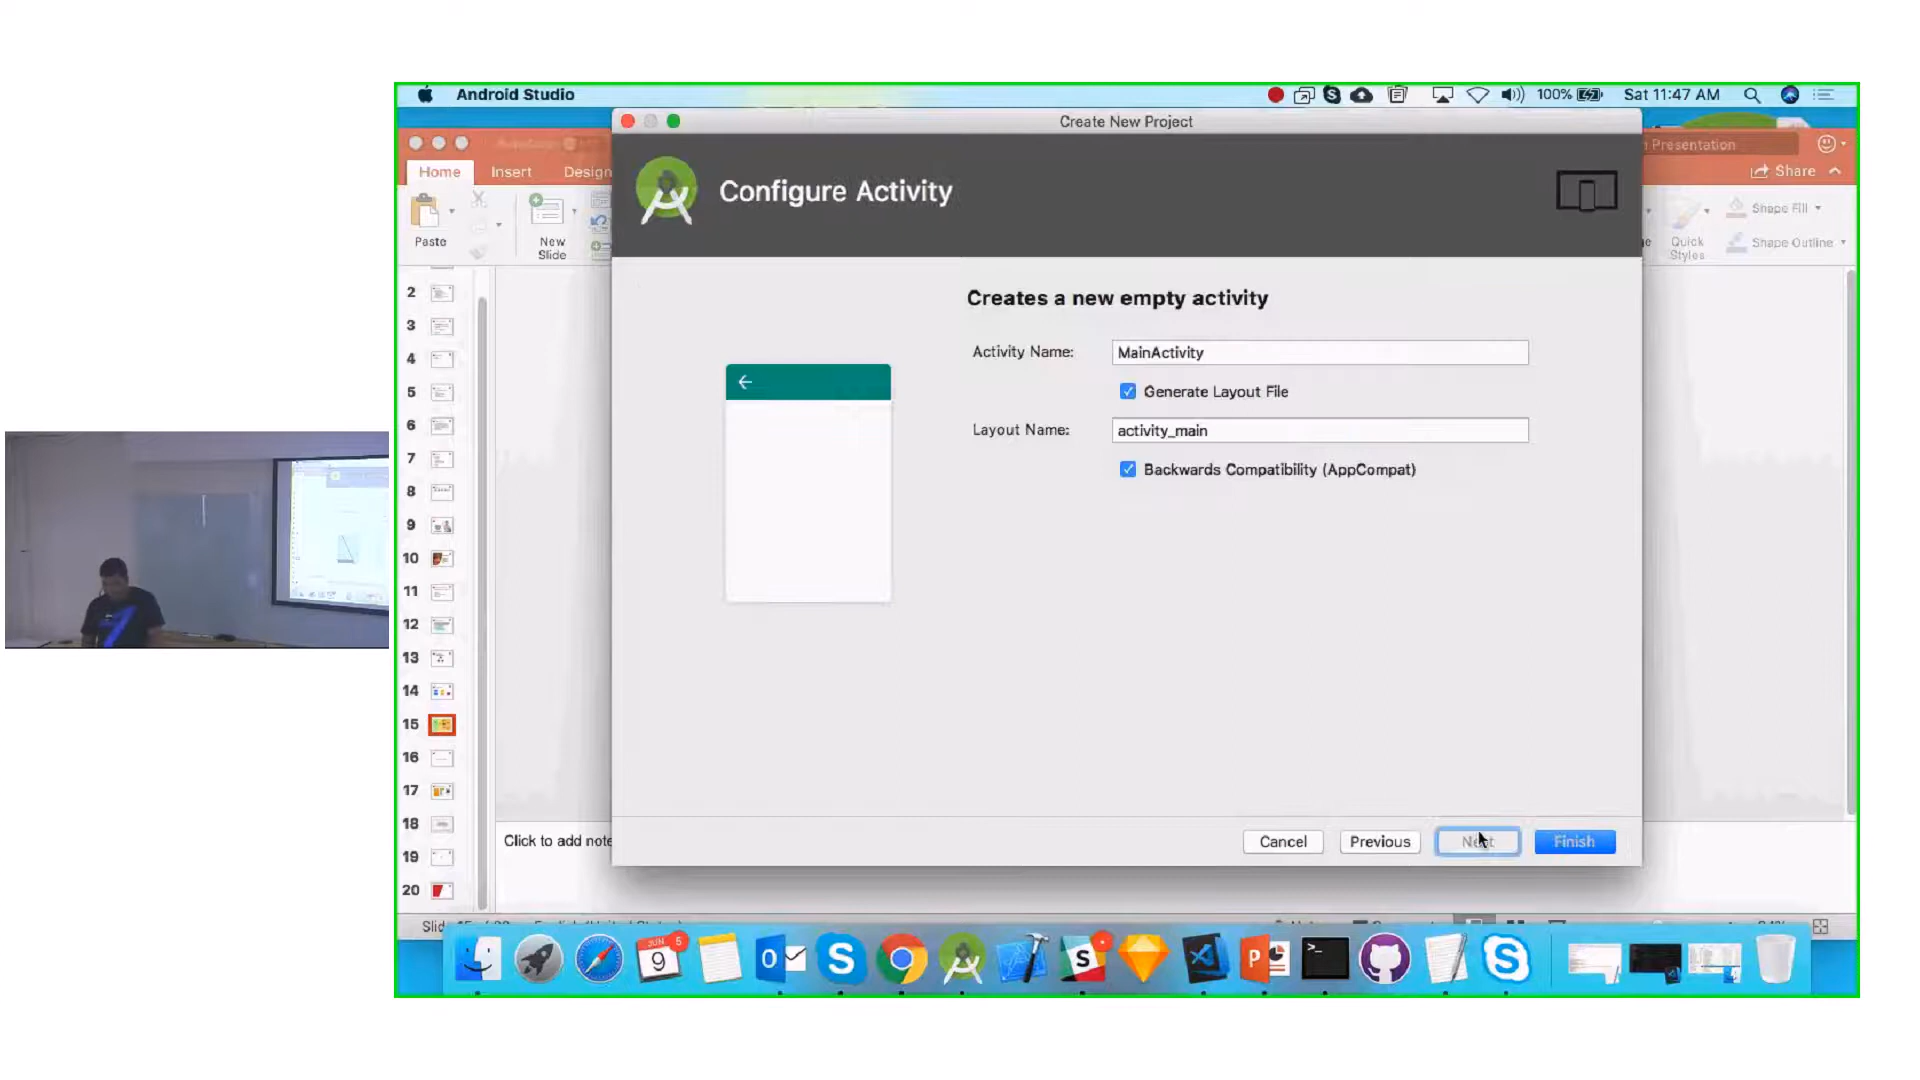 Android Studio
100%
Sat 11:47 AM
Create New Project
Presentation
Home
Insert
Design
Share
Configure Activity
Paste
New
Slide
Quick
Styles
Shape Fill
Shape Outline
Creates a new empty activity
Activity Name:
MainActivity
Generate Layout File
Layout Name:
activity_main
Backwards Compatibility (AppCompat)
2
3
4
5
6
7
8
9
10
11
12
13
14
15
16
17
18
19
20
Click to add note
Cancel
Previous
Next
Finish
JUN
9
5